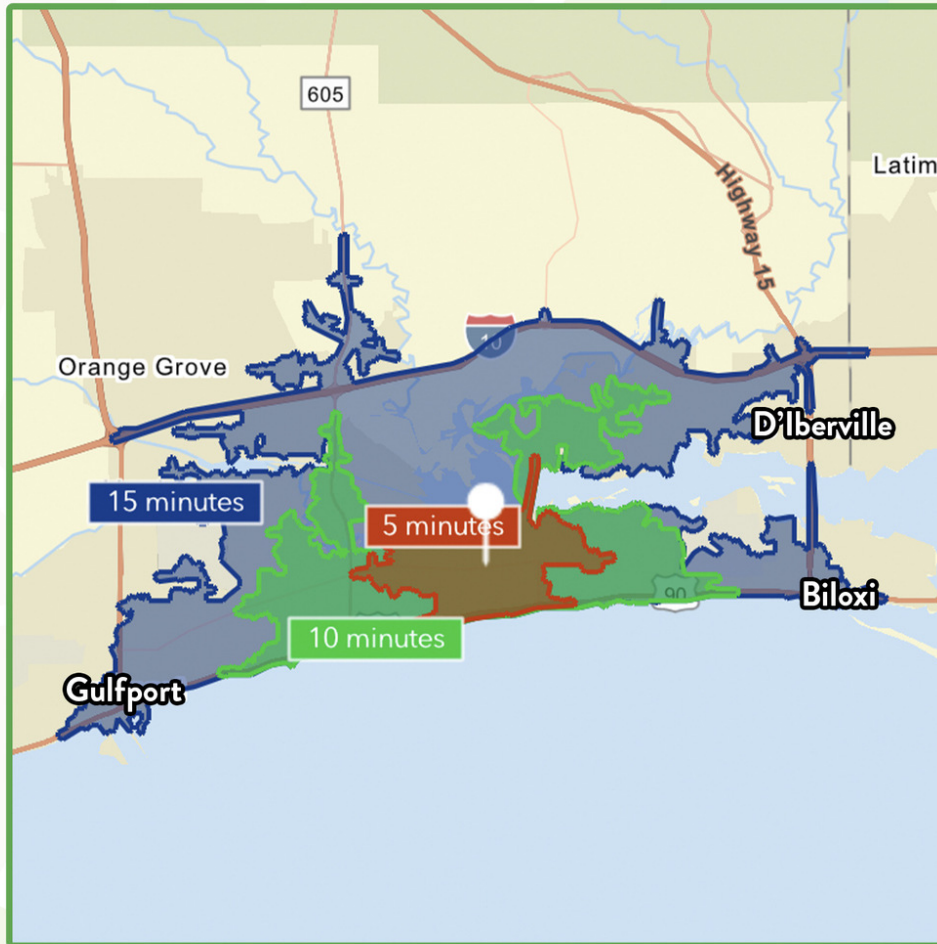 605
Latim
Highway 15
10
Orange Grove
D'Iberville
15 minutes
5 minutes
90
Biloxi
10 minutes
Gulfport